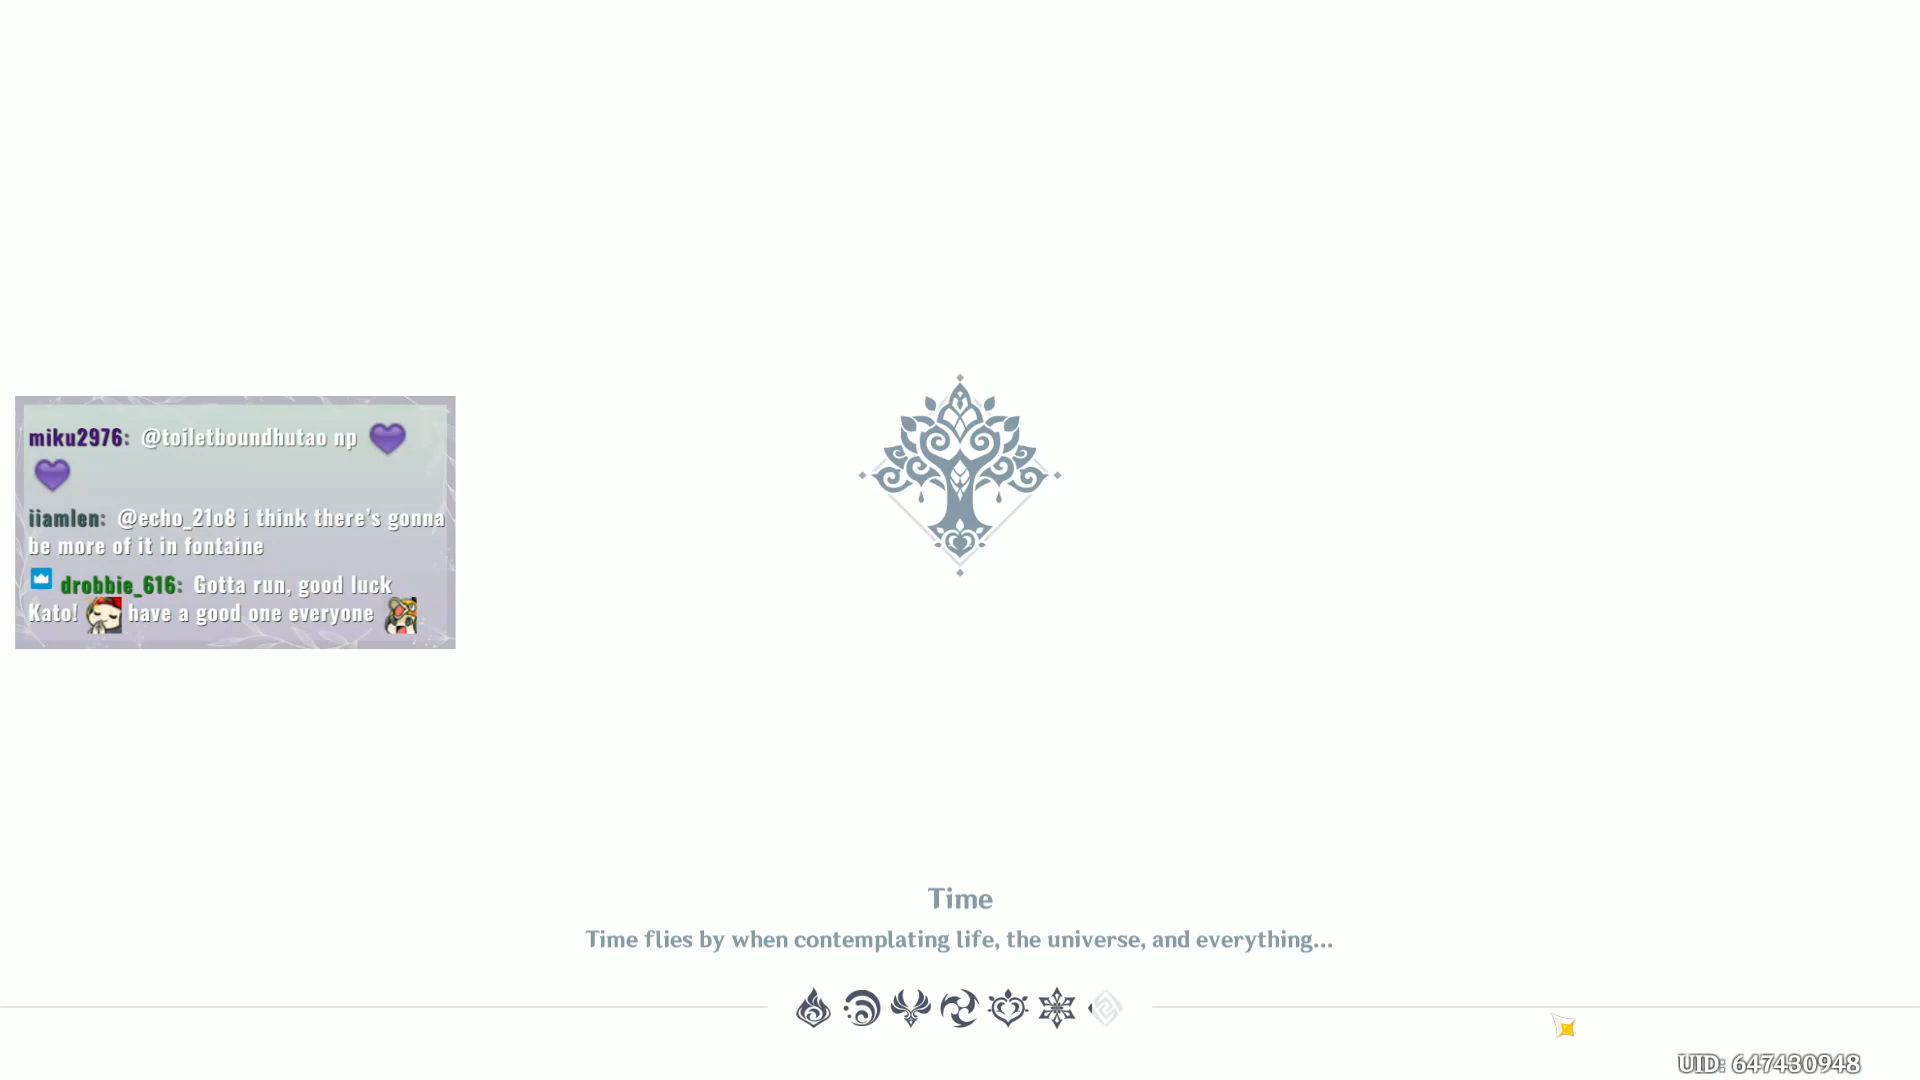 miku2976: @toiletboundhutao np
iiamlen: @echo_21o8 i think there's gonna
be more of it in fontaine
drobbie_616: Gotta run, good luck
Kato! have a good one everyone
Time
Time flies by when contemplating life, the universe, and everything...
UID: 647430948